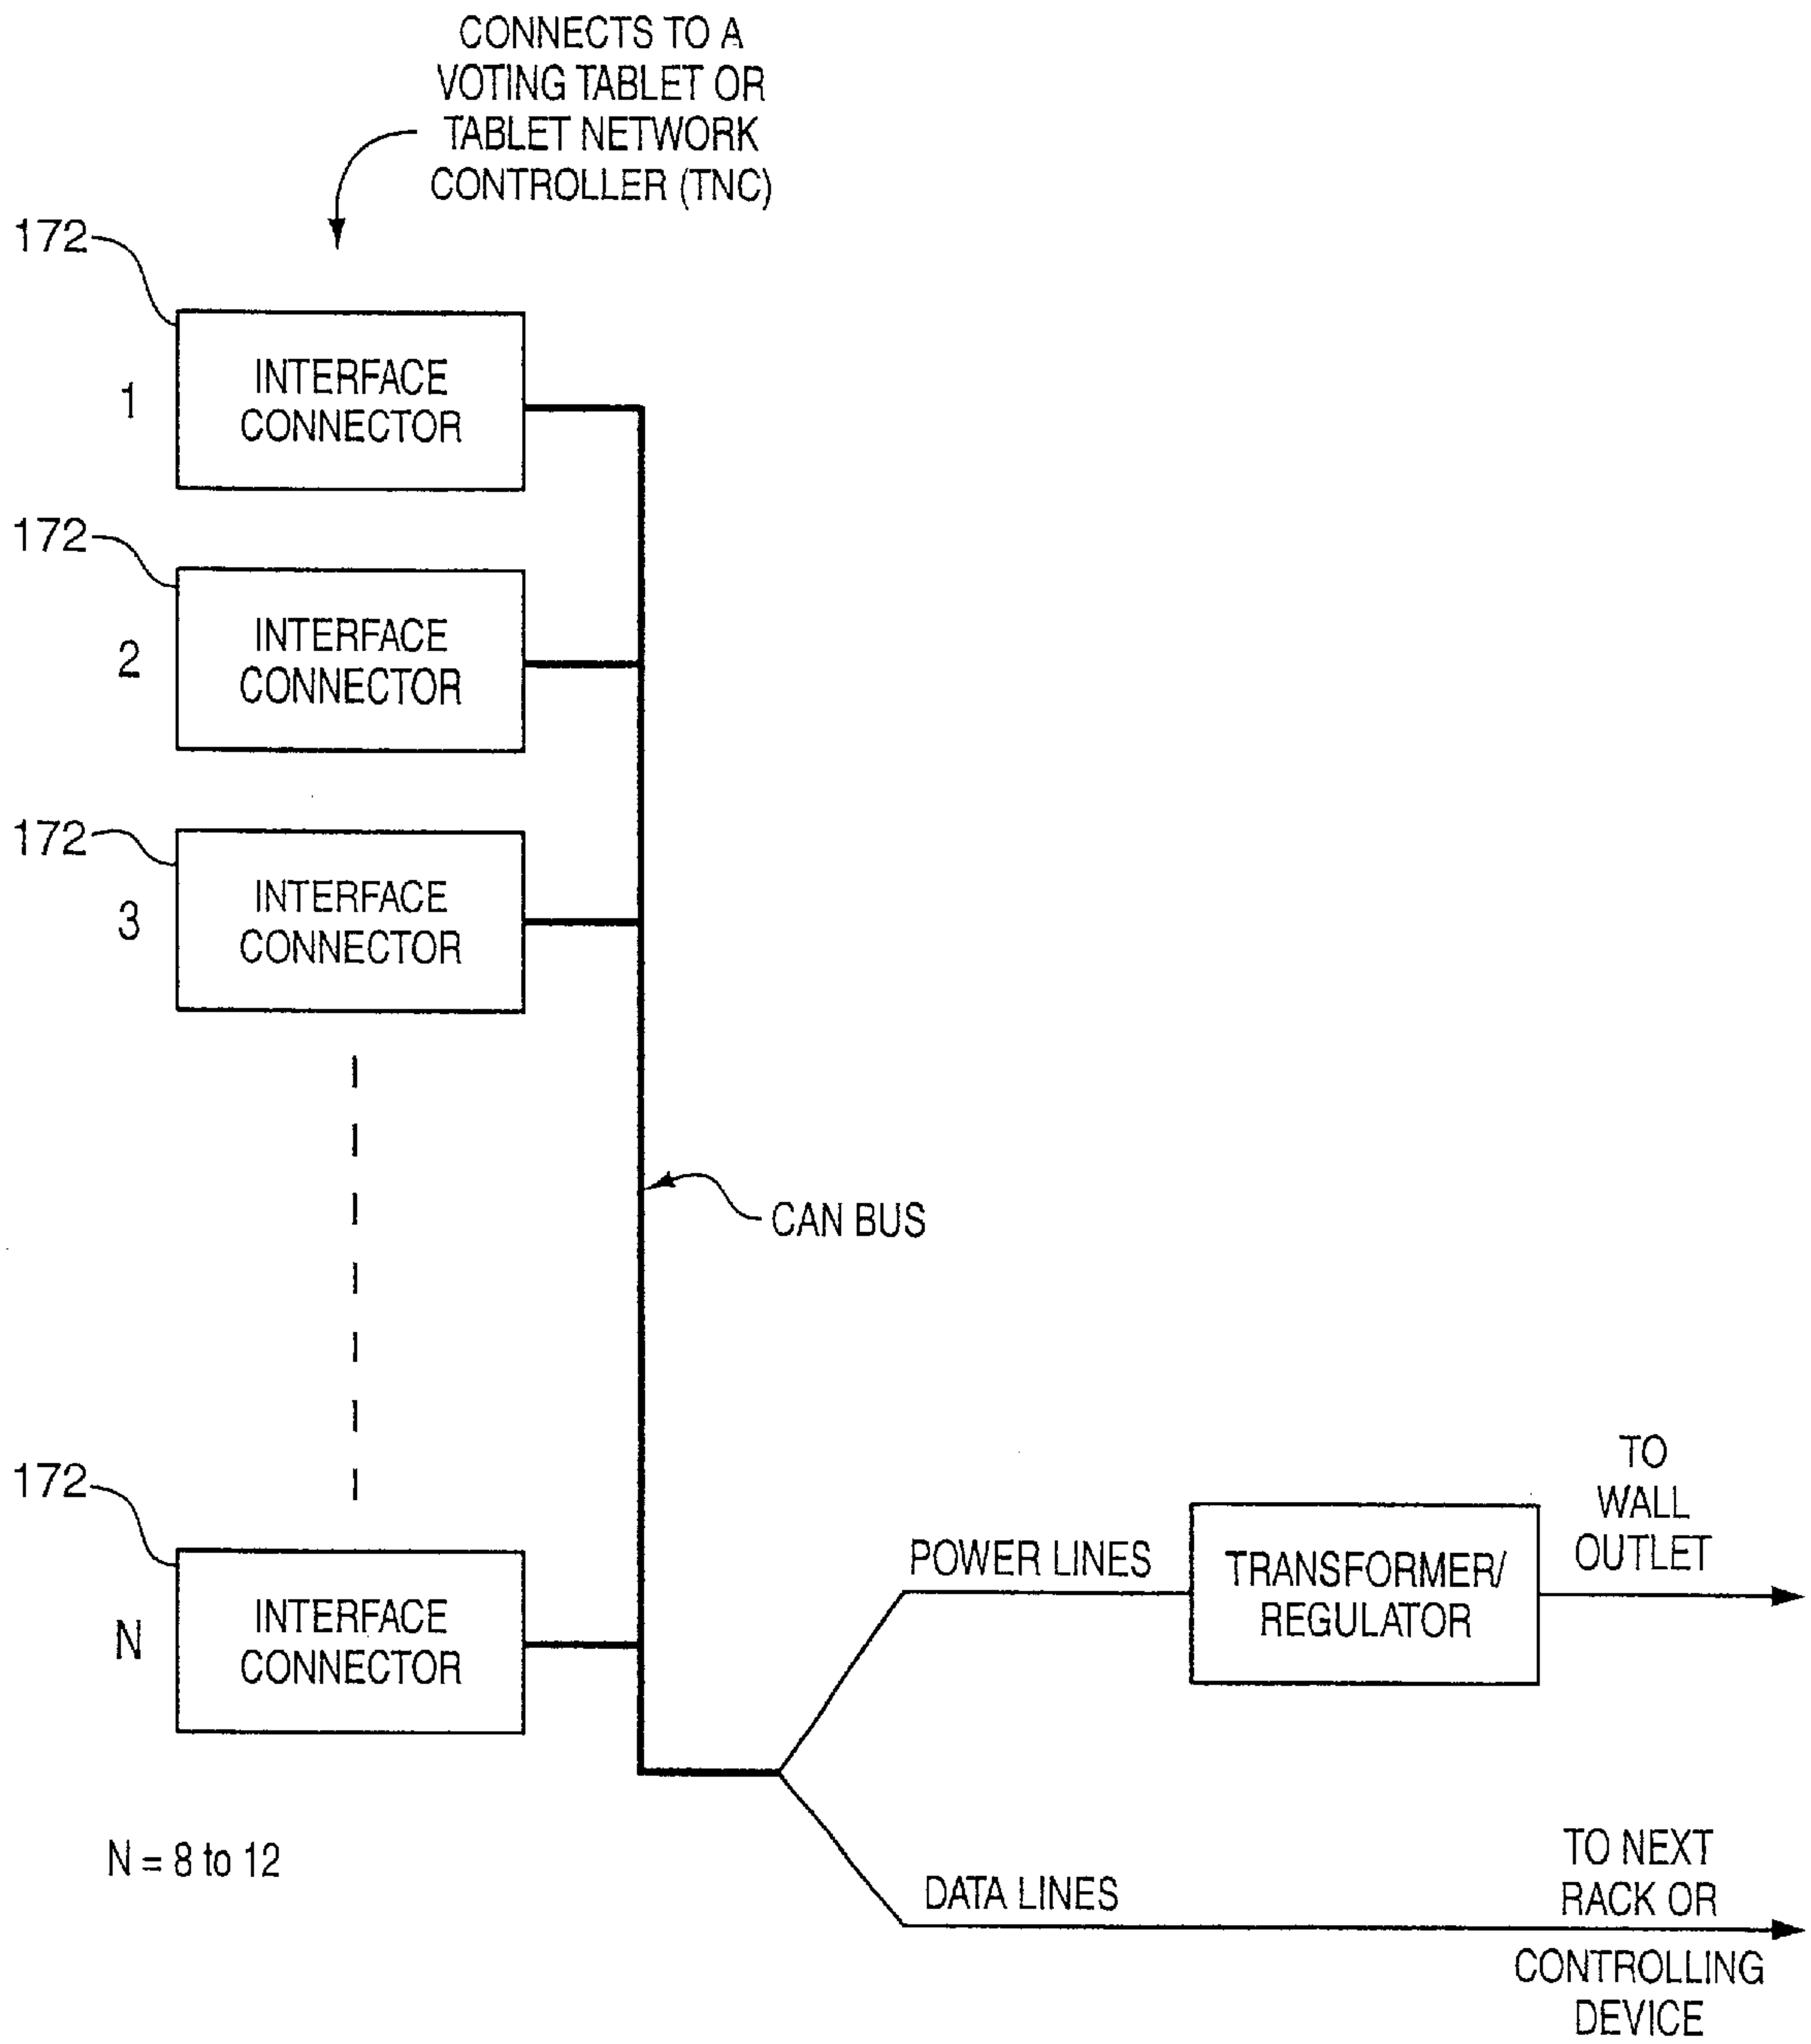 CONNECTS TO A
VOTING TABLET OR
TABLET NETWORK
CONTROLLER (TNC)
172
1
INTERFACE
CONNECTOR
172
2
INTERFACE
CONNECTOR
172
3
INTERFACE
CONNECTOR
CAN BUS
172
N
INTERFACE
CONNECTOR
POWER LINES
TRANSFORMER/
REGULATOR
TO
WALL
OUTLET
N = 8 to 12
DATA LINES
TO NEXT
RACK OR
CONTROLLING
DEVICE